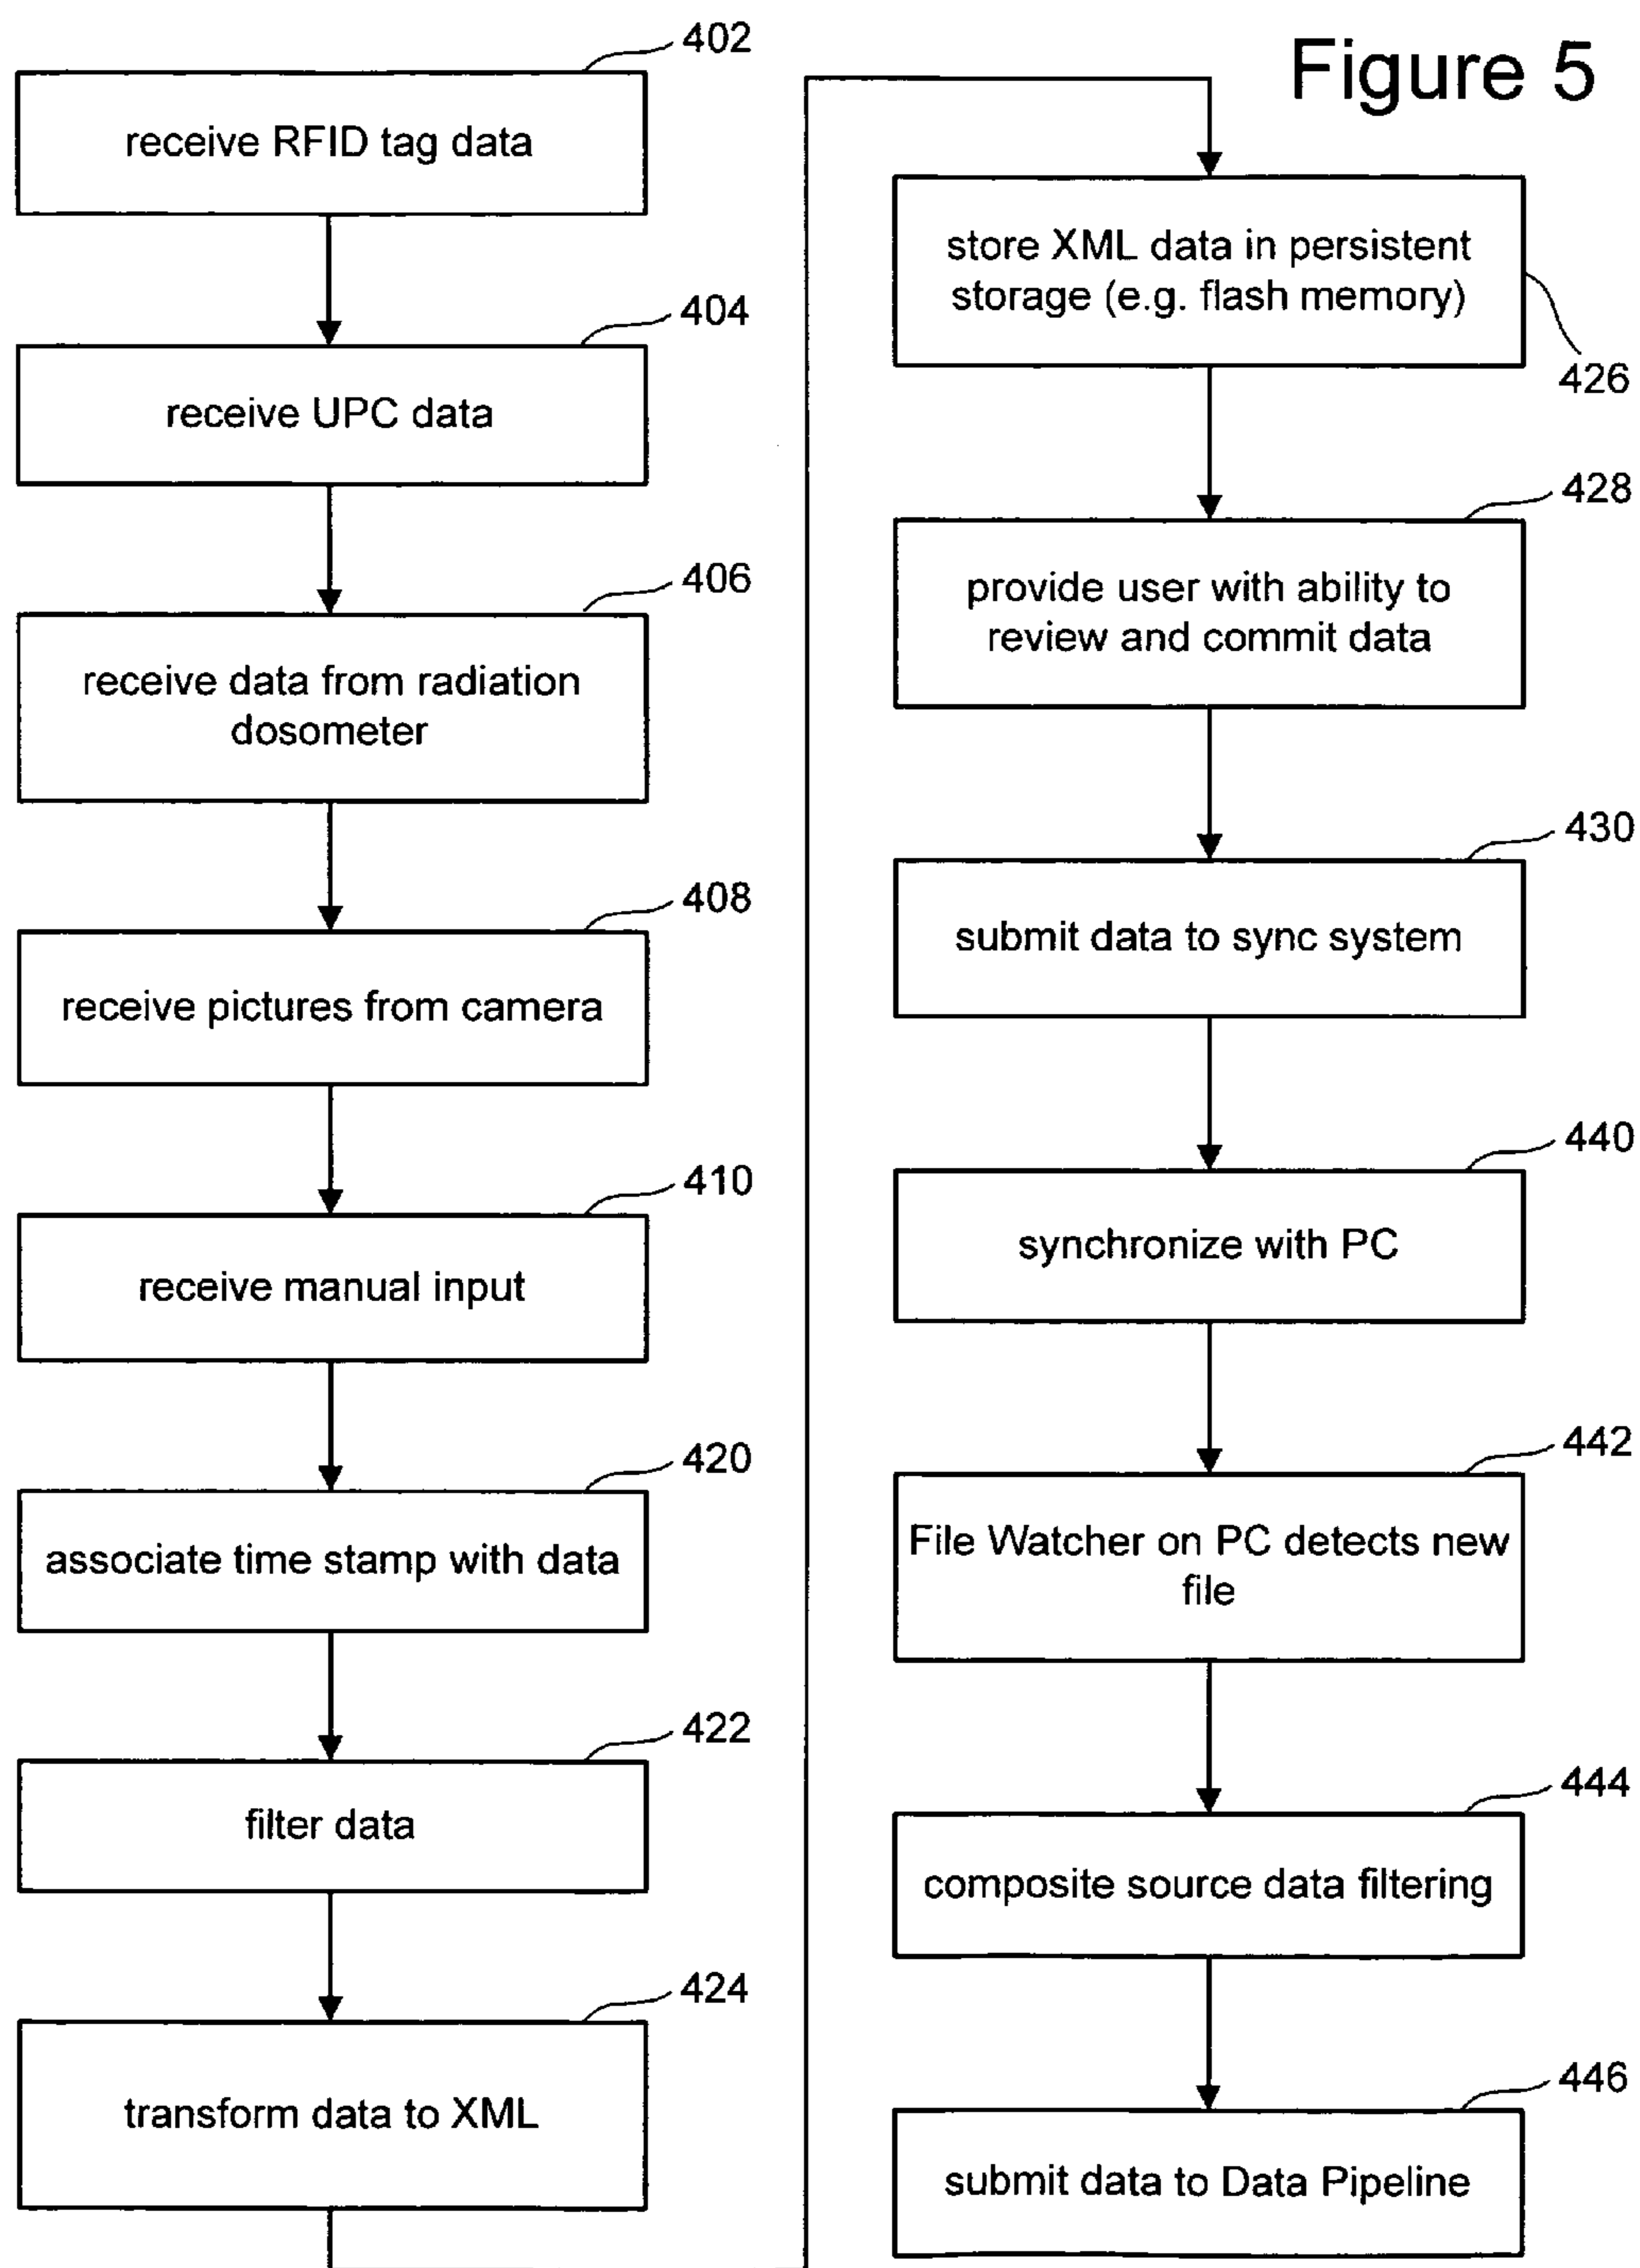 Figure 5
402
receive RFID tag data
404
receive UPC data
406
receive data from radiation
dosometer
408
receive pictures from camera
410
receive manual input
420
associate time stamp with data
422
filter data
424
transform data to XML
store XML data in persistent
storage (e.g. flash memory)
426
428
provide user with ability to
review and commit data
430
submit data to sync system
440
synchronize with PC
442
File Watcher on PC detects new
file
444
composite source data filtering
446
submit data to Data Pipeline